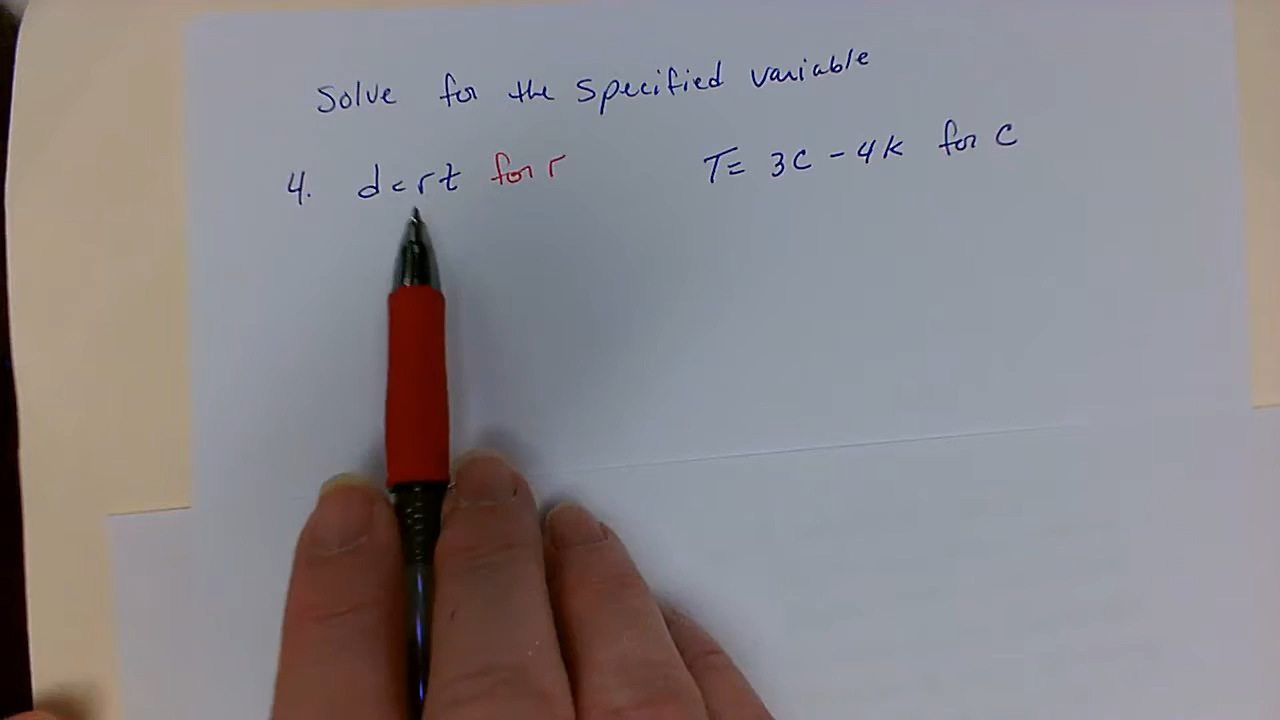 Solve for the specified variable
4. d = rt for r T = 3C - 4k for C